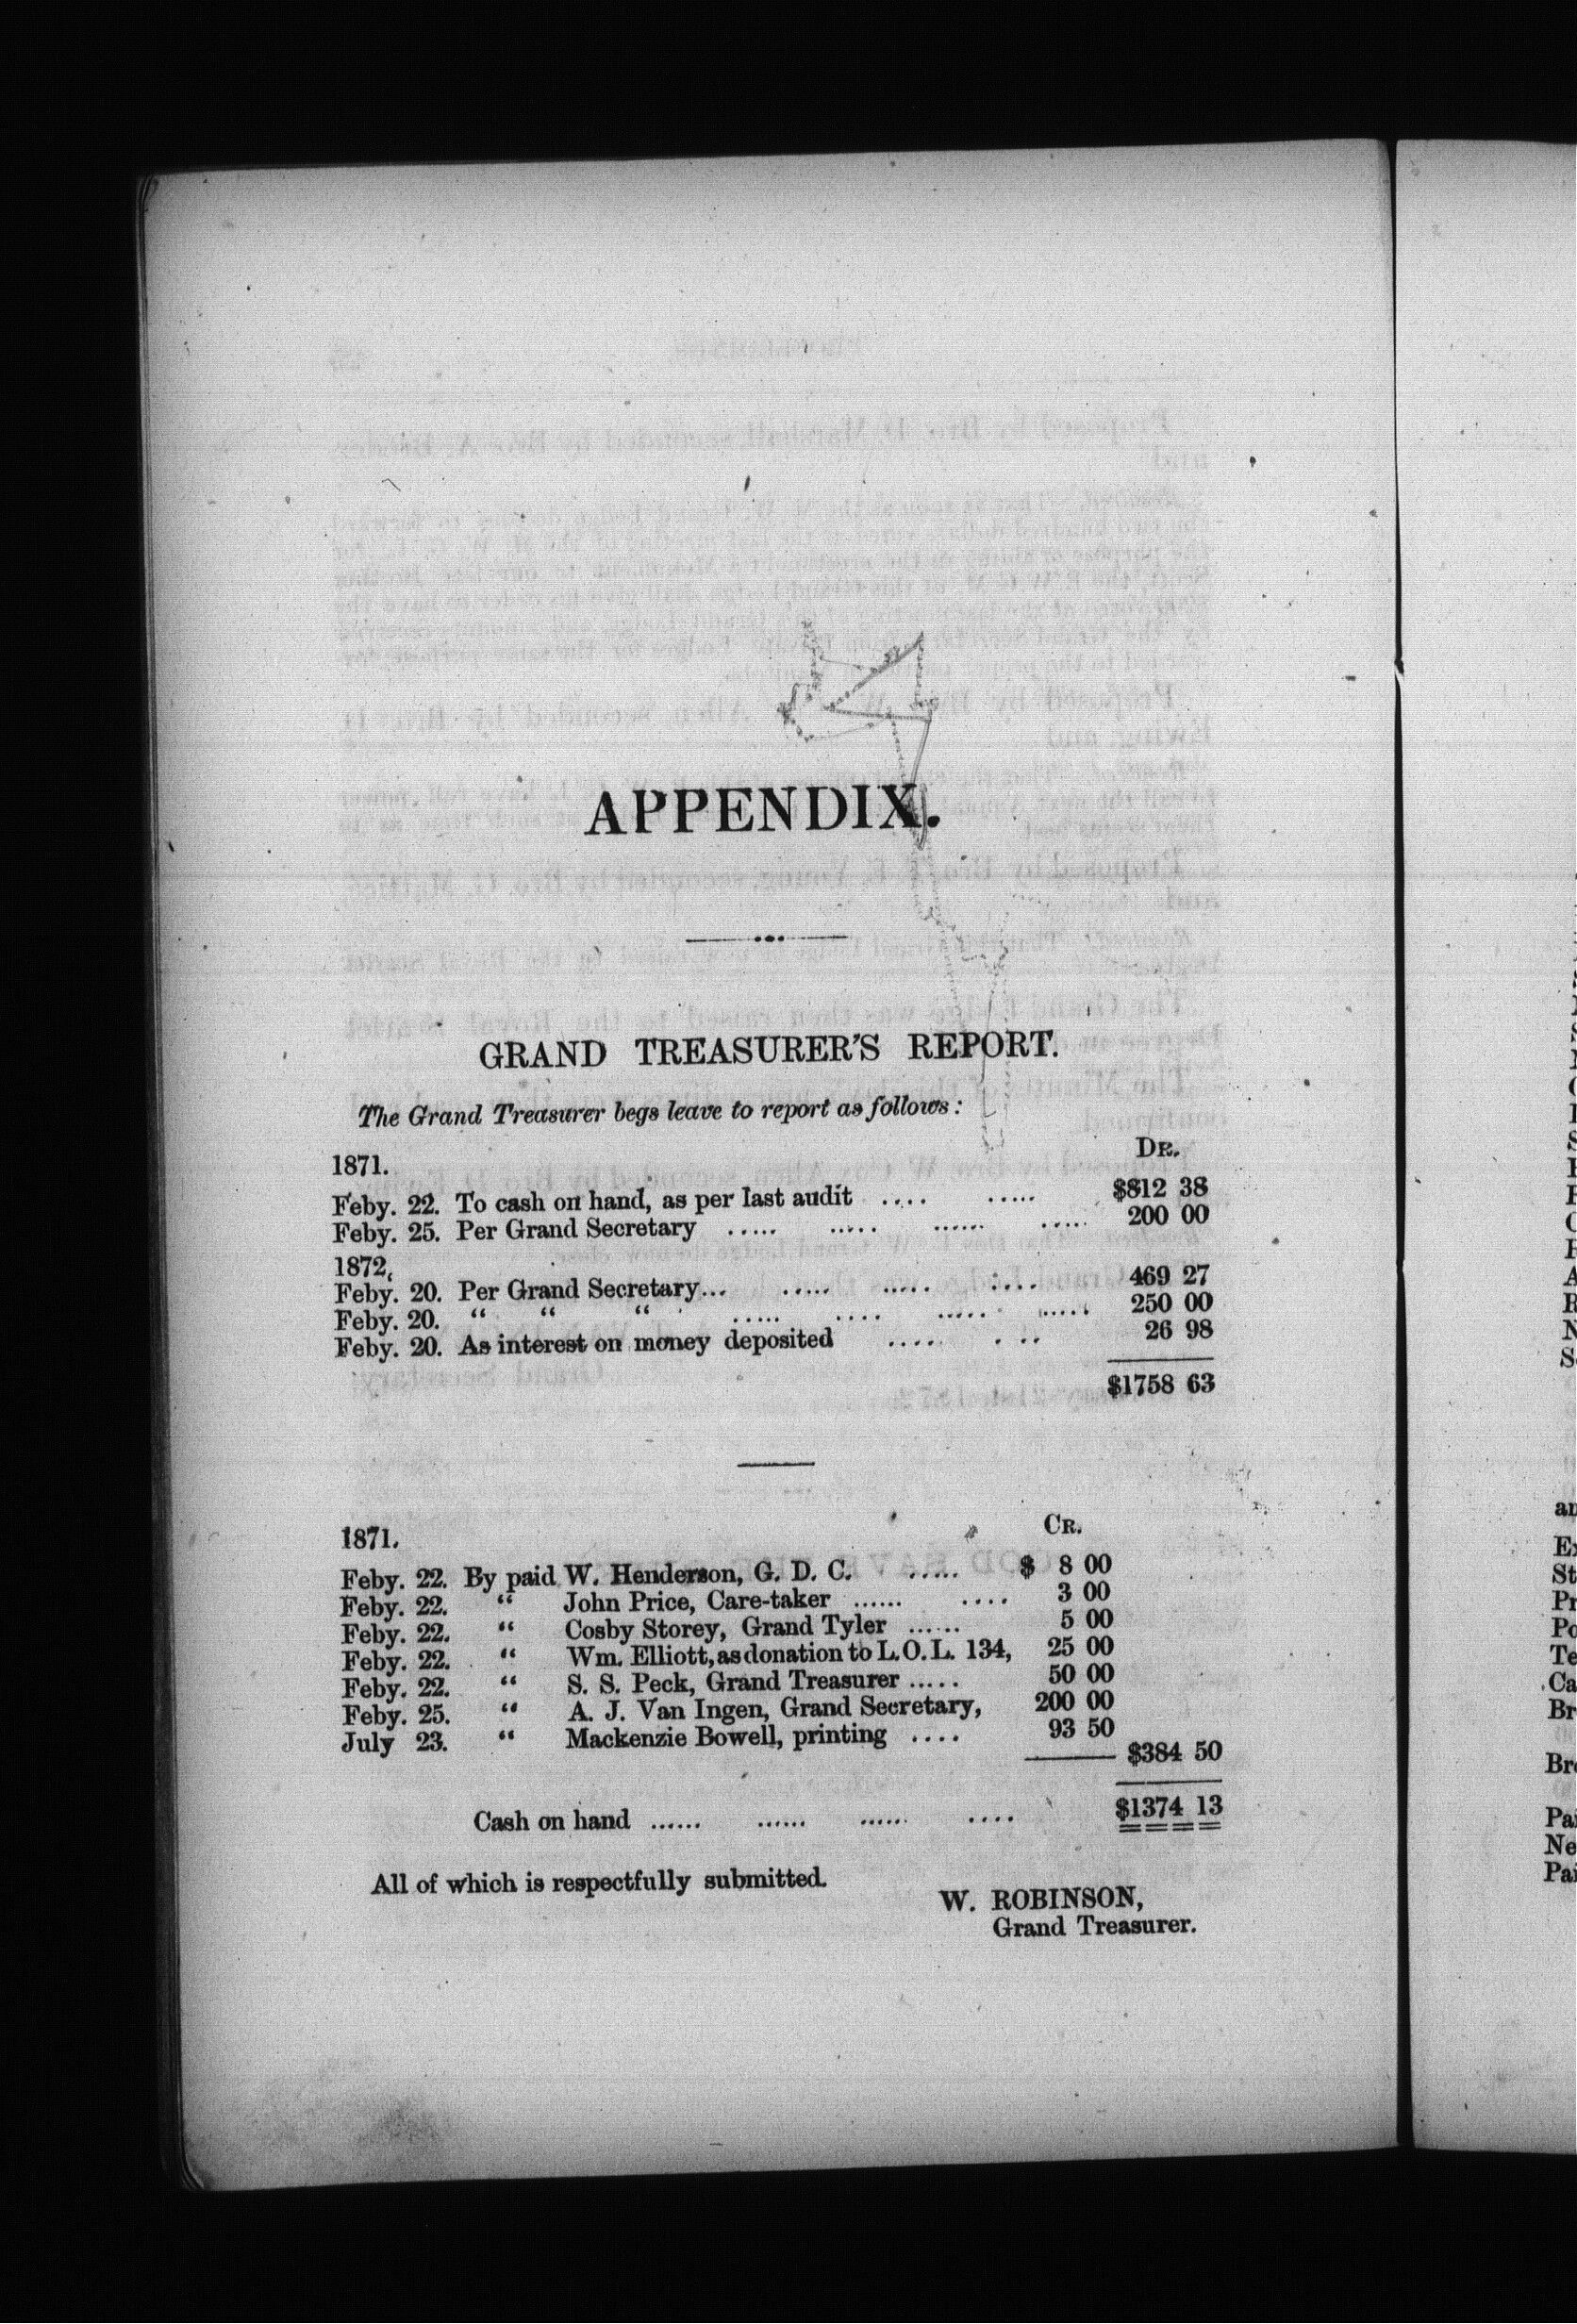 APPENDIX.
GRAND TREASURER'S REPORT.
The Grand Treasurer begs leave to report as follows:
1871. DR.
Feby. 22. To cash on hand, as per last audit .... ..... $812 38
Feby. 25. Per Grand Secretary ..... ..... ...... ..... 200 00
1872.
Feby. 20. Per Grand Secretary... ..... ..... ..... 469 27
Feby. 20. “ “ “ ..... .... ..... ..... 250 00
Feby. 20. As interest on money deposited ..... . .. 26 98
$1758 63
1871. CR.
Feby. 22. By paid W. Henderson, G. D. C. ..... $ 8 00
Feby. 22. “ John Price, Care-taker ...... .... 3 00
Feby. 22. “ Cosby Storey, Grand Tyler ...... 5 00
Feby. 22. “ Wm. Elliott, as donation to L. O. L. 134, 25 00
Feby. 22. “ S. S. Peck, Grand Treasurer ..... 50 00
Feby. 25. “ A. J. Van Ingen, Grand Secretary, 200 00
July 23. “ Mackenzie Bowell, printing .... 93 50
$384 50
Cash on hand ...... ...... ...... .... $1374 13
All of which is respectfully submitted.
W. ROBINSON,
Grand Treasurer.